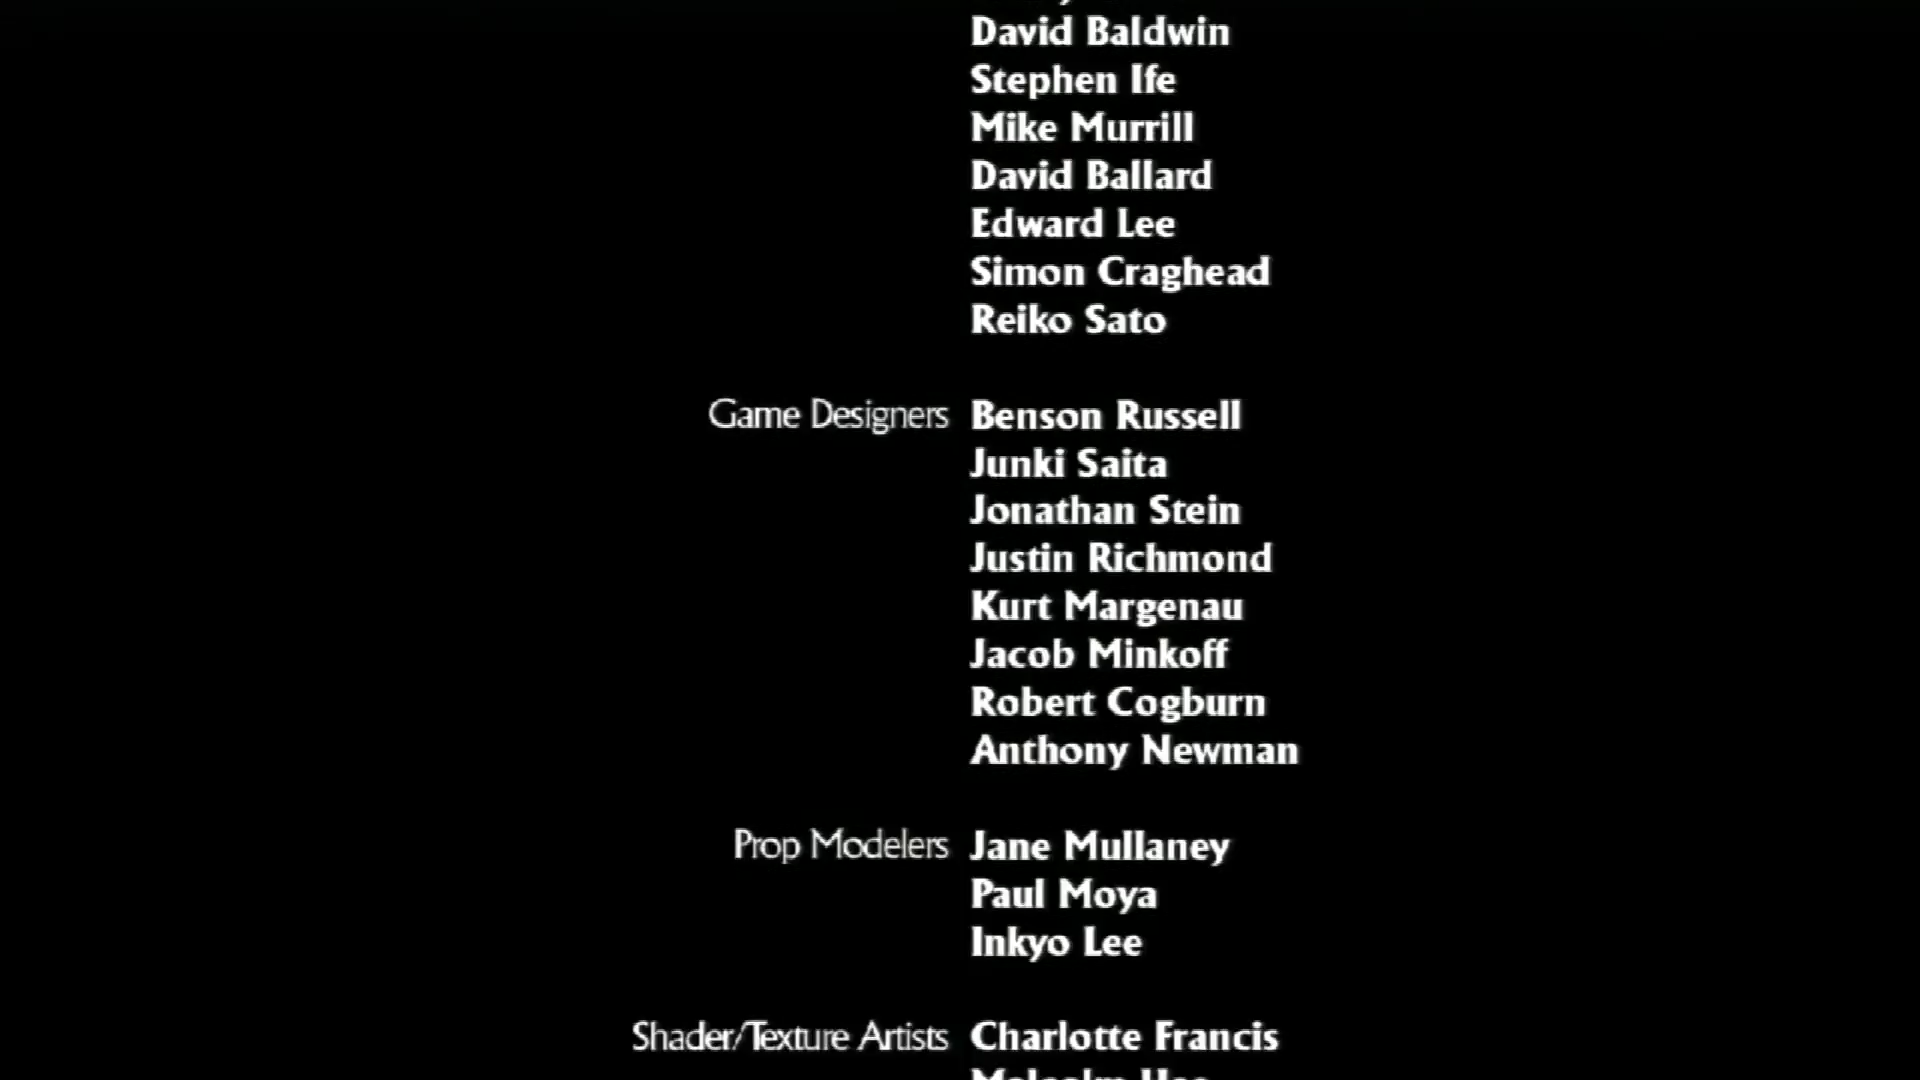 David Baldwin
Stephen Ife
Mike Murrill
David Ballard
Edward Lee
Simon Craghead
Reiko Sato
Game Designers Benson Russell
Junki Saita
Jonathan Stein
Justin Richmond
Kurt Margenau
Jacob Minkoff
Robert Cogburn
Anthony Newman
Prop Modelers Jane Mullaney
Paul Moya
Inkyo Lee
Shader/Texture Artists Charlotte Francis